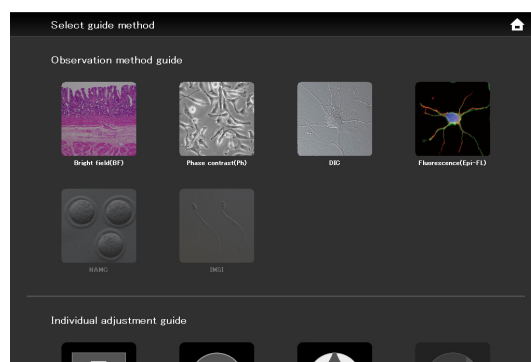 Select guide method
Observation method guide
Bright field(BF)
Phase contrast(Ph)
DIC
Fluorescence(Epi-FL)
NAMC
IMSI
Individual adjustment guide